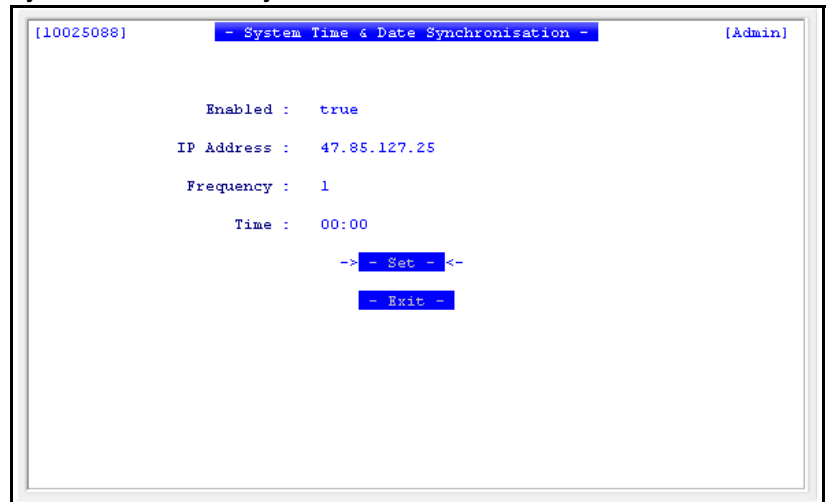 [10025088] - System Time & Date Synchronisation - [Admin]
Enabled : true
IP Address : 47.85.127.25
Frequency : 1
Time : 00:00
-> - Set - <-
- Exit -